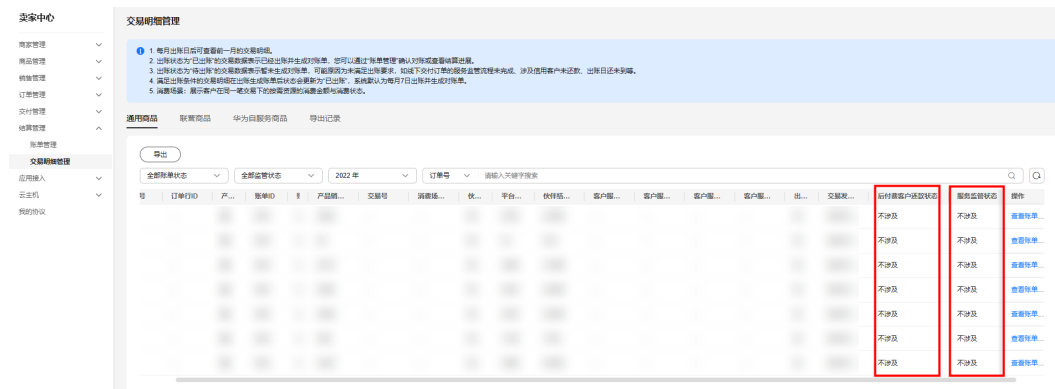 卖家中心
交易明细管理
商家管理
商品管理
销售管理
订单管理
交付管理
结算管理
账单管理
交易明细管理
应用接入
云主机
我的协议
1. 每月出账日后可查看前一月的交易明细。
2. 出账状态为“已出账”的交易数据表示已经出账并生成对账单，您可以通过“账单管理”确认对账或查看结算进展。
3. 出账状态为“待出账”的交易数据表示暂未生成对账单，可能原因为未满足出账要求，如线下交付订单的服务监管流程未完成、涉及信用客户未还款、出账日还未到等。
4. 满足出账条件的交易明细在出账生成账单后状态会更新为“已出账”，系统默认为每月7日出账并生成对账单。
5. 消费场景：展示客户在同一笔交易下的按需资源的消费金额与消费状态。
通用商品 联营商品 华为自服务商品 导出记录
导出
全部账单状态 全部监管状态 2022 年 订单号 请输入关键字搜索
号 订单行ID 产... 账单ID 产品销... 交易号 消费场... 伙... 平台... 伙伴结... 客户服... 客户服... 客户服... 客户服... 出... 交易发... 后付费客户还款状态 服务监管状态 操作
不涉及 不涉及 查看账单...
不涉及 不涉及 查看账单...
不涉及 不涉及 查看账单...
不涉及 不涉及 查看账单...
不涉及 不涉及 查看账单...
不涉及 不涉及 查看账单...
不涉及 不涉及 查看账单...